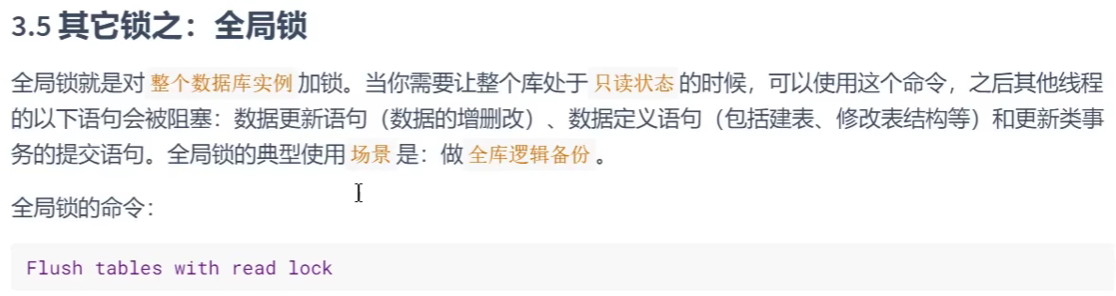 3.5 其它锁之：全局锁
全局锁就是对 整个数据库实例 加锁。当你需要让整个库处于 只读状态 的时候，可以使用这个命令，之后其他线程
的以下语句会被阻塞：数据更新语句（数据的增删改）、数据定义语句（包括建表、修改表结构等）和更新类事
务的提交语句。全局锁的典型使用 场景 是：做 全库逻辑备份 。
全局锁的命令：
Flush tables with read lock